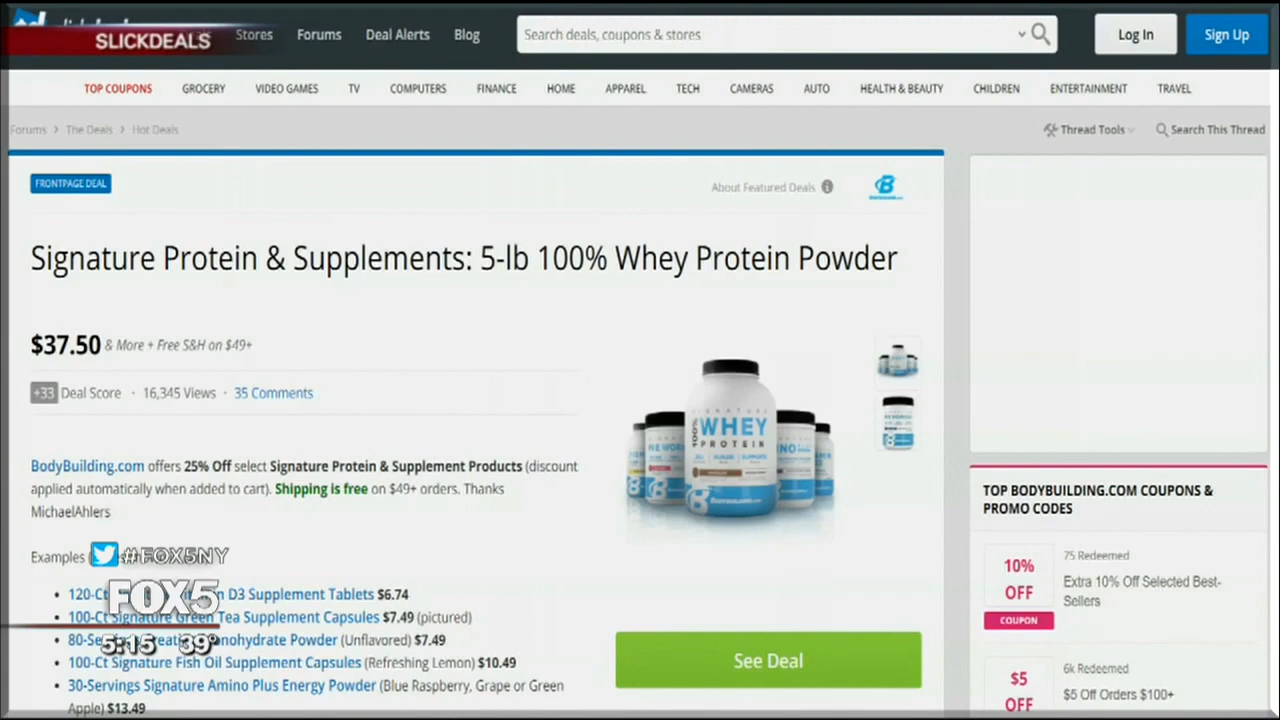 SLICKDEALS
Stores Forums Deal Alerts Blog Search deals, coupons & stores Log In Sign Up
TOP COUPONS GROCERY VIDEO GAMES TV COMPUTERS FINANCE HOME APPAREL TECH CAMERAS AUTO HEALTH & BEAUTY CHILDREN ENTERTAINMENT TRAVEL
Forums > The Deals > Hot Deals Thread Tools Search This Thread
FRONTPAGE DEAL About Featured Deals
Signature Protein & Supplements: 5-lb 100% Whey Protein Powder
$37.50 & More + Free S&H on $49+
+33 Deal Score · 16,345 Views · 35 Comments
SIGNATURE
100% WHEY
PROTEIN
BODYBUILDING.com
BodyBuilding.com offers 25% Off select Signature Protein & Supplement Products (discount
applied automatically when added to cart). Shipping is free on $49+ orders. Thanks
MichaelAhlers
Examples
#FOX5NY
• 120-Ct D3 Supplement Tablets $6.74
• 100-Ct Signature Green Tea Supplement Capsules $7.49 (pictured)
• Monohydrate Powder (Unflavored) $7.49
• 100-Ct Signature Fish Oil Supplement Capsules (Refreshing Lemon) $10.49
• 30-Servings Signature Amino Plus Energy Powder (Blue Raspberry, Grape or Green
Apple) $13.49
FOX5
5:15 39°
See Deal
TOP BODYBUILDING.COM COUPONS &
PROMO CODES
10%
OFF
COUPON
75 Redeemed
Extra 10% Off Selected Best-
Sellers
$5
OFF
6k Redeemed
$5 Off Orders $100+